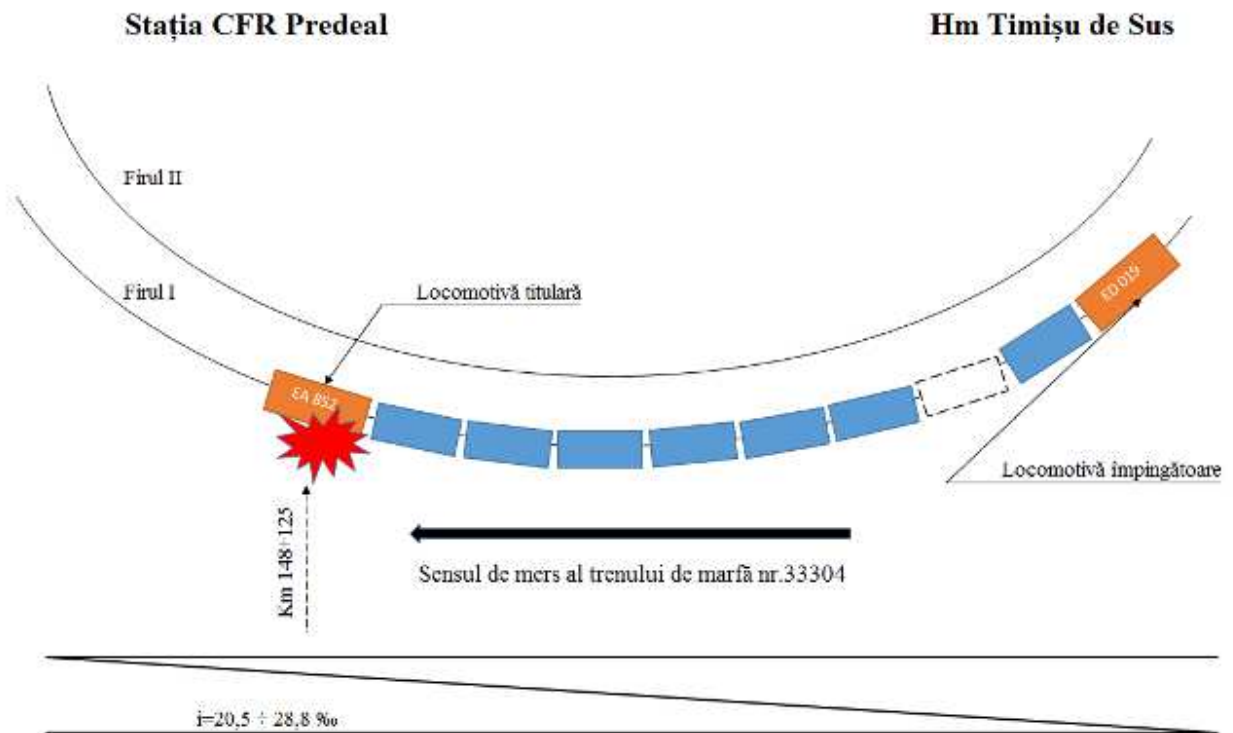 Stația CFR Predeal
Hm Timișu de Sus
Firul II
Firul I
Locomotivă titulară
ED 019
EA 852
Locomotivă împingătoare
Km 148+125
Sensul de mers al trenului de marfă nr.33304
i=20,5 ÷ 28,8 ‰